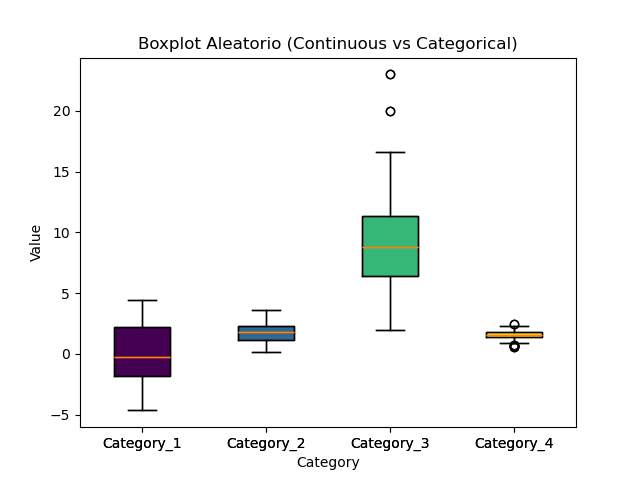 Boxplot Aleatorio (Continuous vs Categorical)
Value
20
15
10
5
0
−5
Category_1 Category_2 Category_3 Category_4
Category